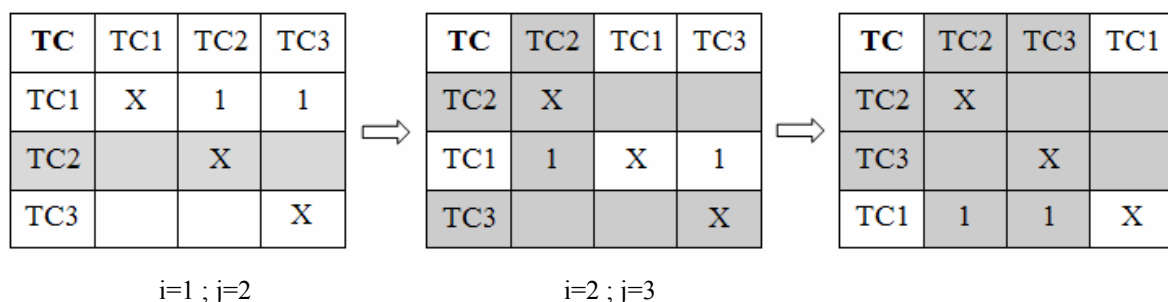 TC TC1 TC2 TC3
TC1 X 1 1
TC2 X
TC3 X
i=1 ; j=2
TC TC2 TC1 TC3
TC2 X
TC1 1 X 1
TC3 X
i=2 ; j=3
TC TC2 TC3 TC1
TC2 X
TC3 X
TC1 1 1 X